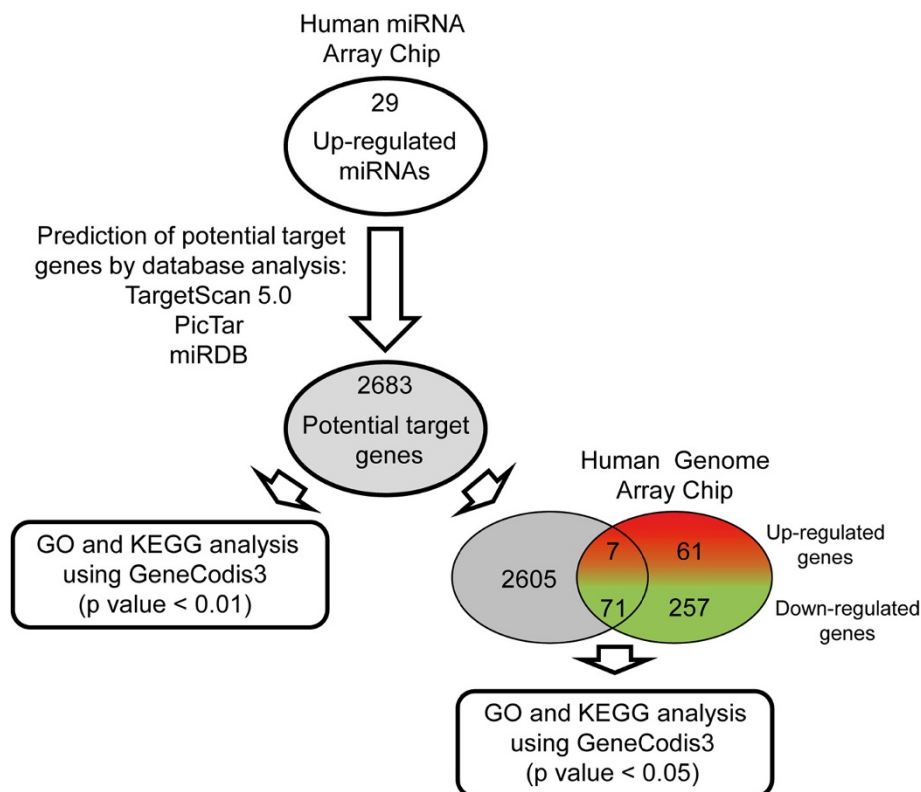 Human miRNA
Array Chip
29
Up-regulated
miRNAs
Prediction of potential target
genes by database analysis:
TargetScan 5.0
PicTar
miRDB
2683
Potential target
genes
GO and KEGG analysis
using GeneCodis3
(p value < 0.01)
Human Genome
Array Chip
2605
7
61
71
257
Up-regulated
genes
Down-regulated
genes
GO and KEGG analysis
using GeneCodis3
(p value < 0.05)